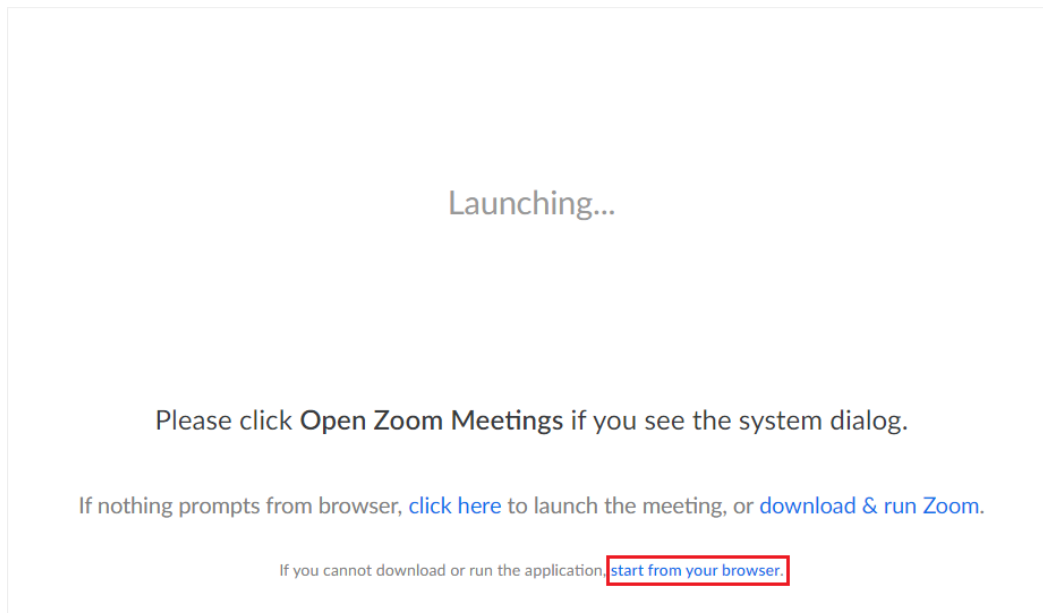 Launching...
Please click Open Zoom Meetings if you see the system dialog.
If nothing prompts from browser, click here to launch the meeting, or download & run Zoom.
If you cannot download or run the application, start from your browser.